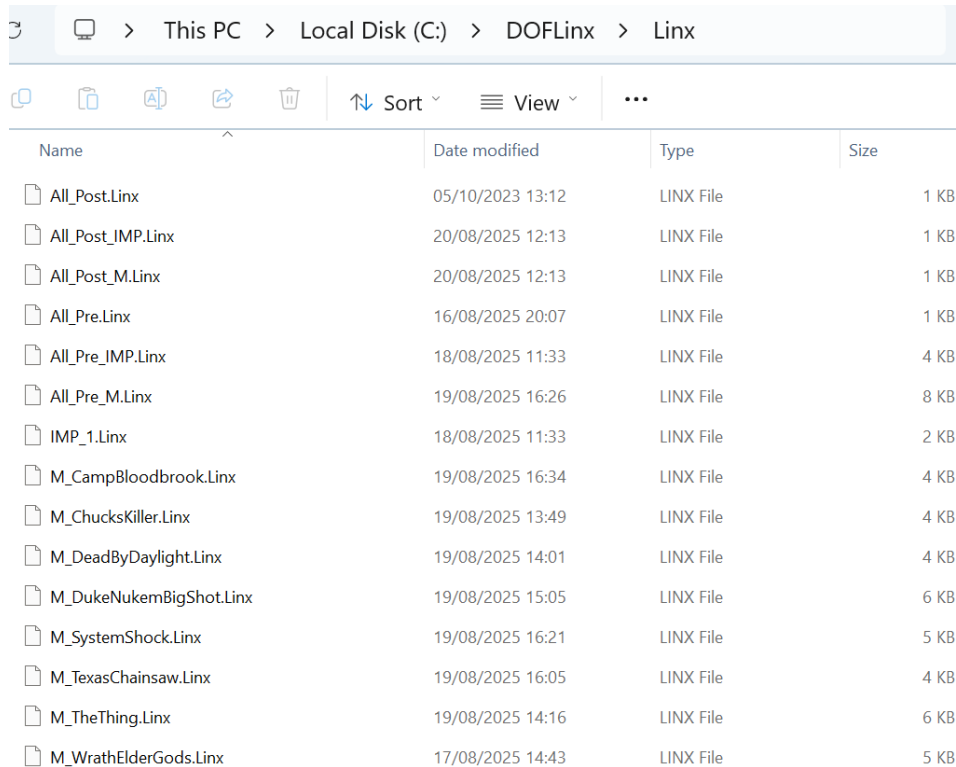 > This PC > Local Disk (C:) > DOFLinx > Linx
Sort View ...
Name Date modified Type Size
All_Post.Linx 05/10/2023 13:12 LINX File 1 KB
All_Post_IMP.Linx 20/08/2025 12:13 LINX File 1 KB
All_Post_M.Linx 20/08/2025 12:13 LINX File 1 KB
All_Pre.Linx 16/08/2025 20:07 LINX File 1 KB
All_Pre_IMP.Linx 18/08/2025 11:33 LINX File 4 KB
All_Pre_M.Linx 19/08/2025 16:26 LINX File 8 KB
IMP_1.Linx 18/08/2025 11:33 LINX File 2 KB
M_CampBloodbrook.Linx 19/08/2025 16:34 LINX File 4 KB
M_ChucksKiller.Linx 19/08/2025 13:49 LINX File 4 KB
M_DeadByDaylight.Linx 19/08/2025 14:01 LINX File 4 KB
M_DukeNukemBigShot.Linx 19/08/2025 15:05 LINX File 6 KB
M_SystemShock.Linx 19/08/2025 16:21 LINX File 5 KB
M_TexasChainsaw.Linx 19/08/2025 16:05 LINX File 4 KB
M_TheThing.Linx 19/08/2025 14:16 LINX File 6 KB
M_WrathElderGods.Linx 17/08/2025 14:43 LINX File 5 KB